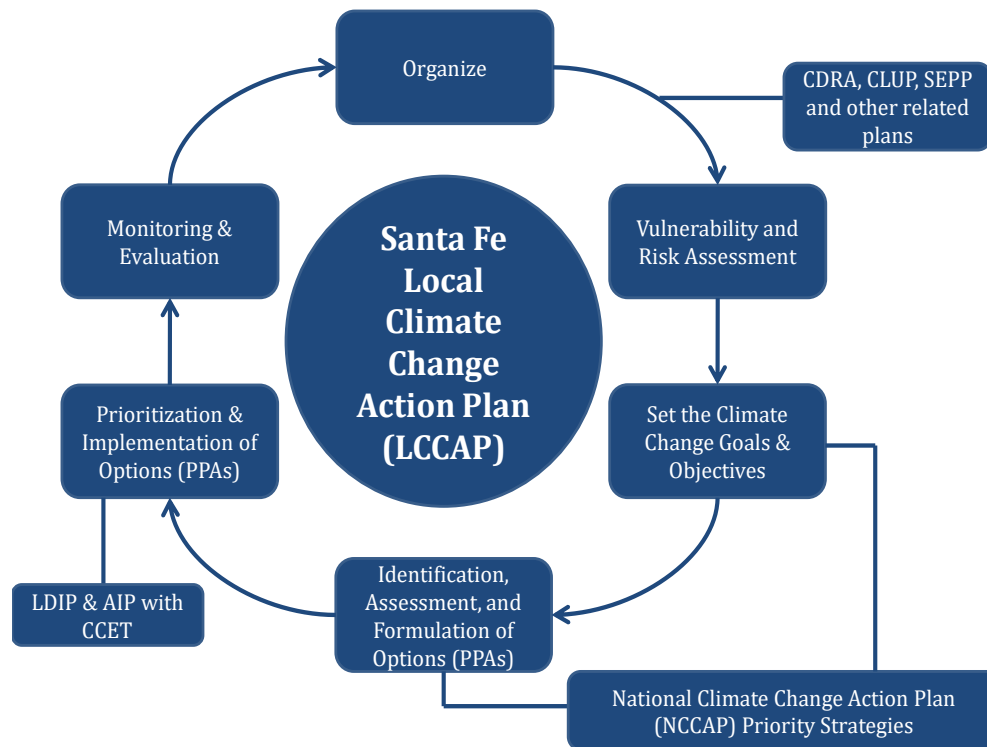 Organize
CDRA, CLUP, SEPP
and other related
plans
Monitoring &
Evaluation
Santa Fe
Local
Climate
Change
Action Plan
(LCCAP)
Vulnerability and
Risk Assessment
Prioritization &
Implementation of
Options (PPAs)
Set the Climate
Change Goals &
Objectives
LDIP & AIP with
CCET
Identification,
Assessment, and
Formulation of
Options (PPAs)
National Climate Change Action Plan
(NCCAP) Priority Strategies